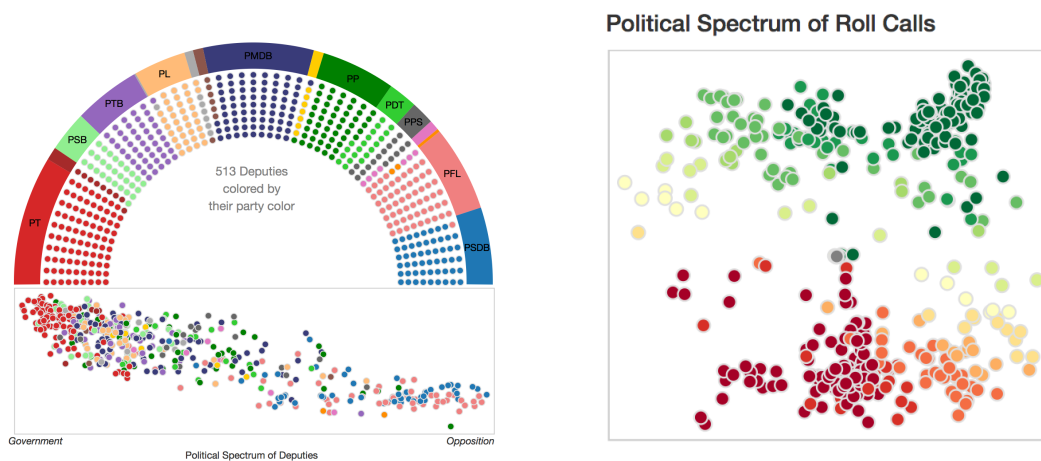 Political Spectrum of Roll Calls
PMDB
PL
PP
PTB
PDT
PPS
PSB
PFL
PT
PSDB
513 Deputies
colored by
their party color
Government
Opposition
Political Spectrum of Deputies